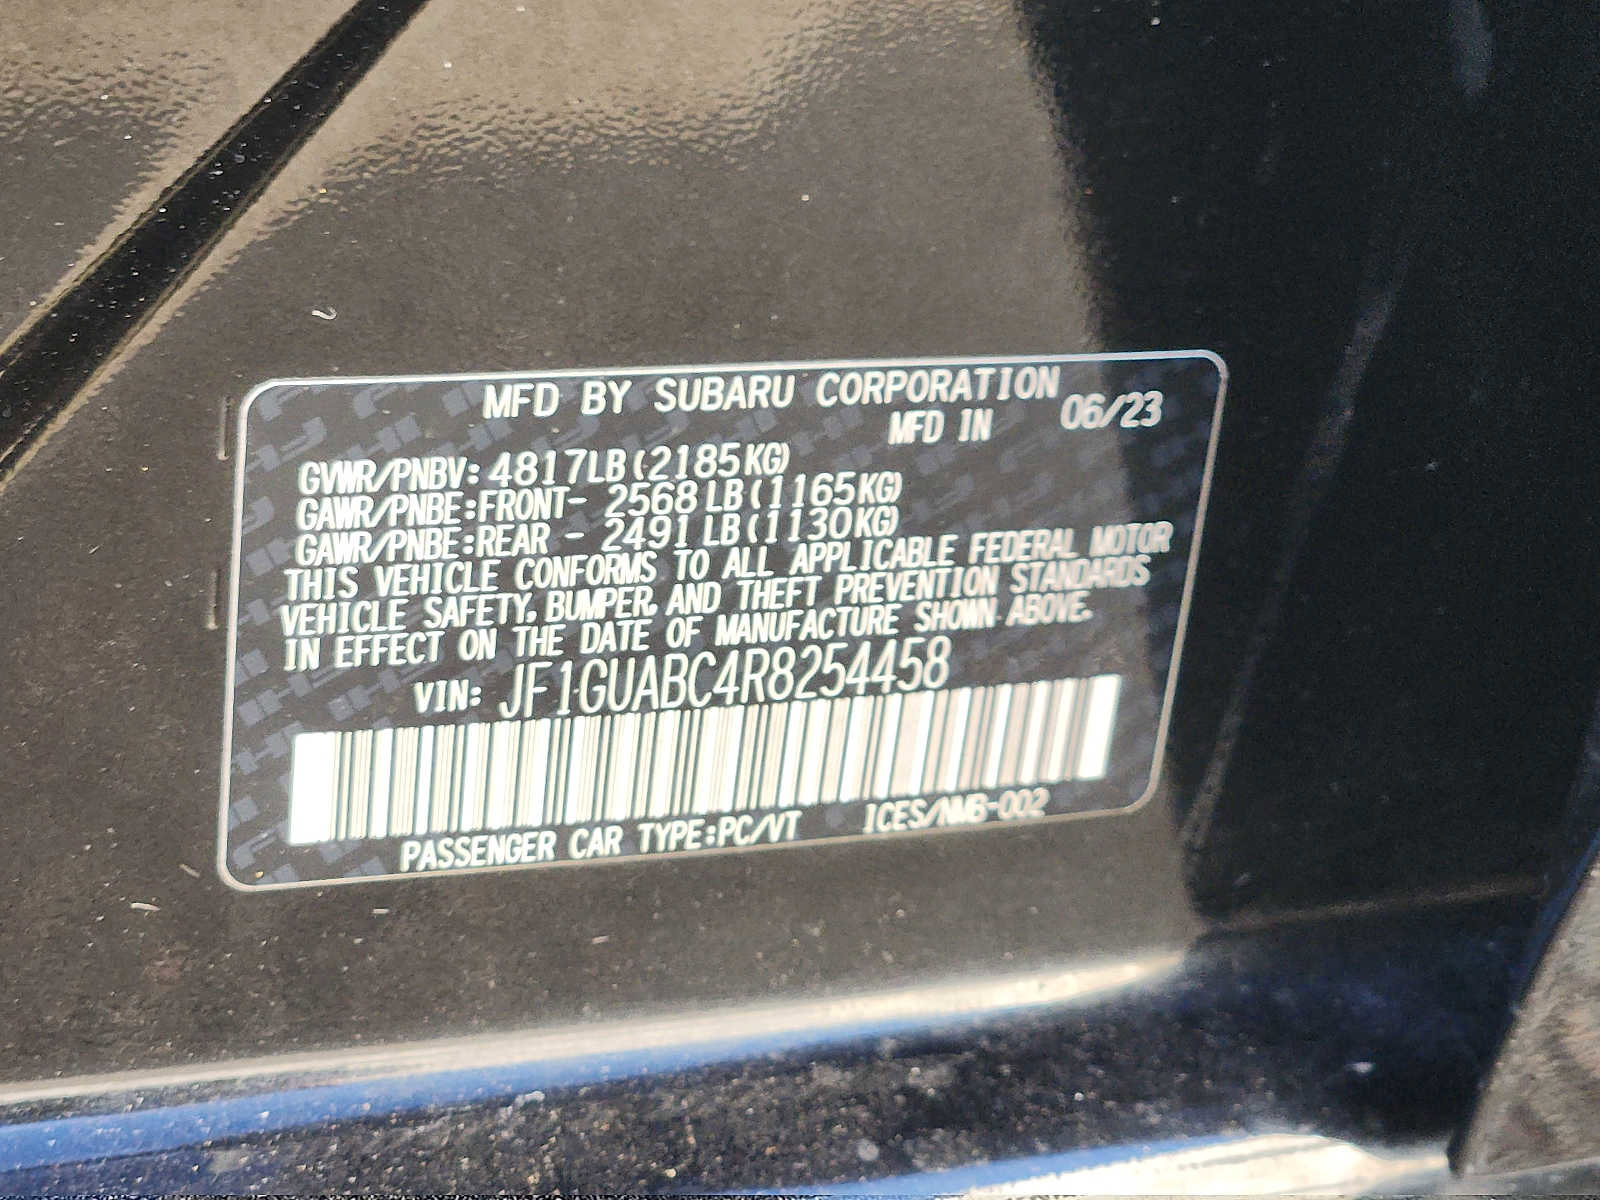 MFD BY SUBARU CORPORATION
MFD IN 06/23
GVWR/PNBV: 4817LB(2185KG)
GAWR/PNBE:FRONT- 2568LB(1165KG)
GAWR/PNBE:REAR - 2491LB(1130KG)
THIS VEHICLE CONFORMS TO ALL APPLICABLE FEDERAL MOTOR
VEHICLE SAFETY, BUMPER, AND THEFT PREVENTION STANDARDS
IN EFFECT ON THE DATE OF MANUFACTURE SHOWN ABOVE.
VIN: JF1GUABC4R8254458
PASSENGER CAR TYPE:PC/VT ICES/NMB-002